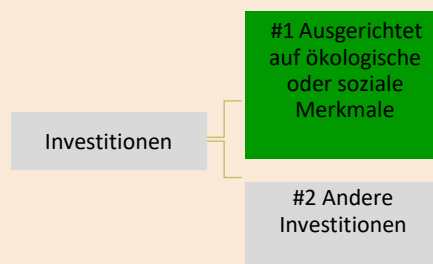 #1 Ausgerichtet
auf ökologische
oder soziale
Merkmale
Investitionen
#2 Andere
Investitionen